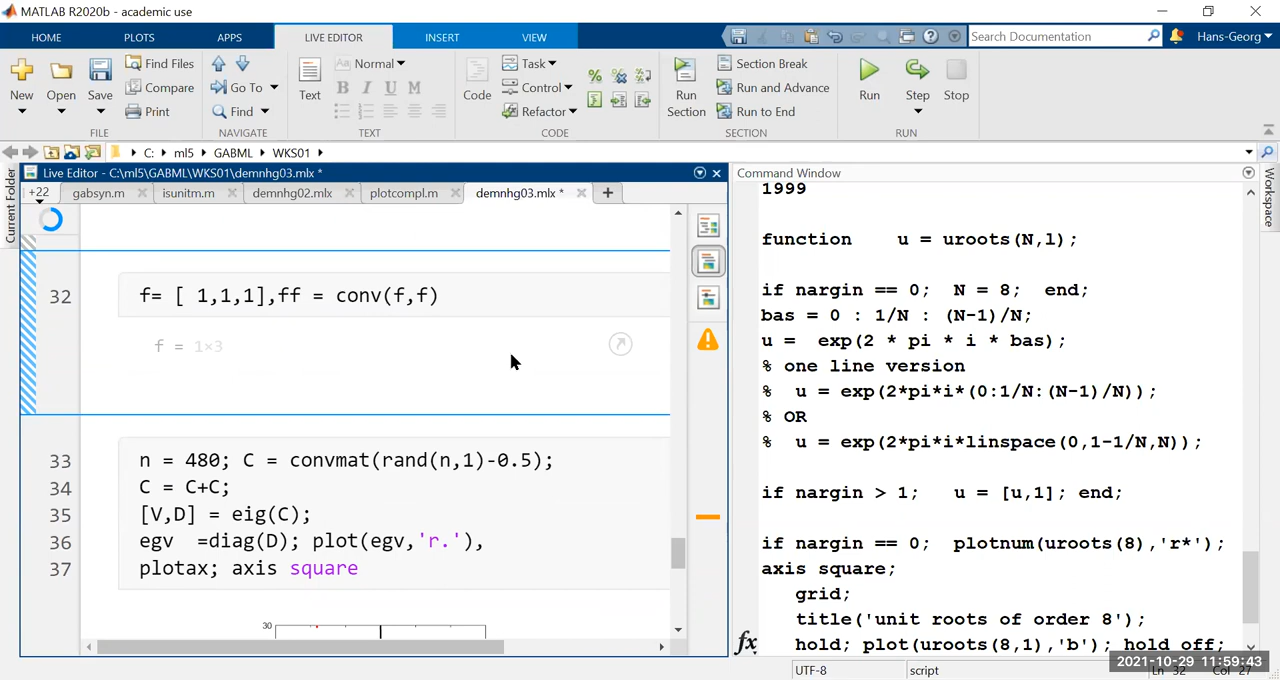 MATLAB R2020b - academic use
HOME PLOTS APPS LIVE EDITOR INSERT VIEW Search Documentation Hans-Georg
New Open Save Find Files Compare Print
Go To Find
Text Normal B I U M
Code Task Control Refactor
Run Section Section Break Run and Advance Run to End
Run Step Stop
FILE NAVIGATE TEXT CODE SECTION RUN
C: ml5 GABML WKS01
Current Folder
Live Editor - C:\ml5\GABML\WKS01\demnhg03.mlx *
+22 gabsyn.m isunitm.m demnhg02.mlx plotcompl.m demnhg03.mlx * +
32 f= [ 1,1,1],ff = conv(f,f)
f = 1×3
33 n = 480; C = convmat(rand(n,1)-0.5);
34 C = C+C;
35 [V,D] = eig(C);
36 egv =diag(D); plot(egv,'r.'),
37 plotax; axis square
30
Command Window
1999
function u = uroots(N,l);
if nargin == 0; N = 8; end;
bas = 0 : 1/N : (N-1)/N;
u = exp(2 * pi * i * bas);
% one line version
% u = exp(2*pi*i*(0:1/N:(N-1)/N));
% OR
% u = exp(2*pi*i*linspace(0,1-1/N,N));
if nargin > 1; u = [u,1]; end;
if nargin == 0; plotnum(uroots(8),'r*');
axis square;
grid;
title('unit roots of order 8');
fx hold; plot(uroots(8,1),'b'); hold off;
Workspace
UTF-8 script Ln 32 Col 27
2021-10-29 11:59:43